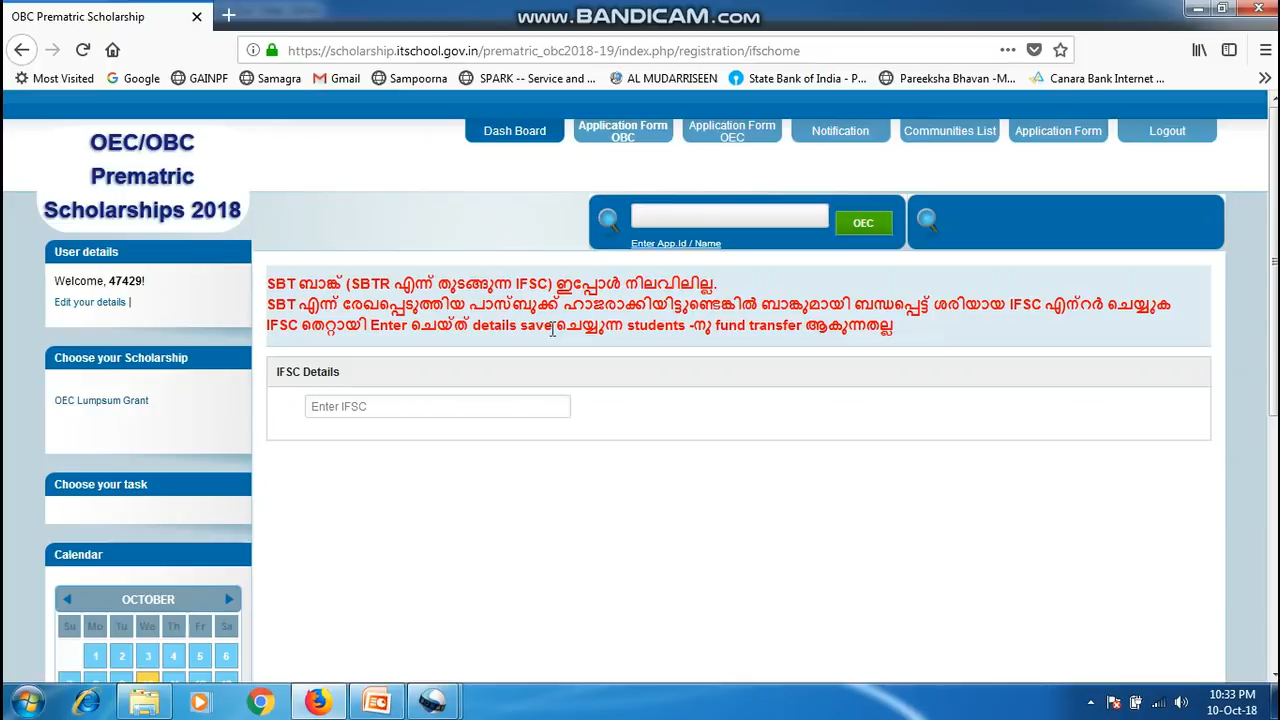 OBC Prematric Scholarship
www.BANDICAM.com
https://scholarship.itschool.gov.in/prematric_obc2018-19/index.php/registration/ifschome
Most Visited Google GAINPF Samagra Gmail Sampoorna SPARK -- Service and ... AL MUDARRISEEN State Bank of India - P... Pareeksha Bhavan -M... Canara Bank Internet ...
OEC/OBC
Prematric
Scholarships 2018
Dash Board
Application Form OBC
Application Form OEC
Notification
Communities List
Application Form
Logout
OEC
Enter App.Id / Name
User details
Welcome, 47429!
Edit your details |
Choose your Scholarship
OEC Lumpsum Grant
Choose your task
Calendar
OCTOBER
Su Mo Tu We Th Fr Sa
1 2 3 4 5 6
SBT ബാങ്ക് (SBTR എന്ന് തുടങ്ങുന്ന IFSC) ഇപ്പോൾ നിലവിലില്ല.
SBT എന്ന് രേഖപ്പെടുത്തിയ പാസ്ബുക്ക് ഹാജരാക്കിയിട്ടുണ്ടെങ്കിൽ ബാങ്കുമായി ബന്ധപ്പെട്ട് ശരിയായ IFSC എന്റർ ചെയ്യുക
IFSC തെറ്റായി Enter ചെയ്ത് details save ചെയ്യുന്ന students -നു fund transfer ആകുന്നതല്ല
IFSC Details
Enter IFSC
10:33 PM
10-Oct-18